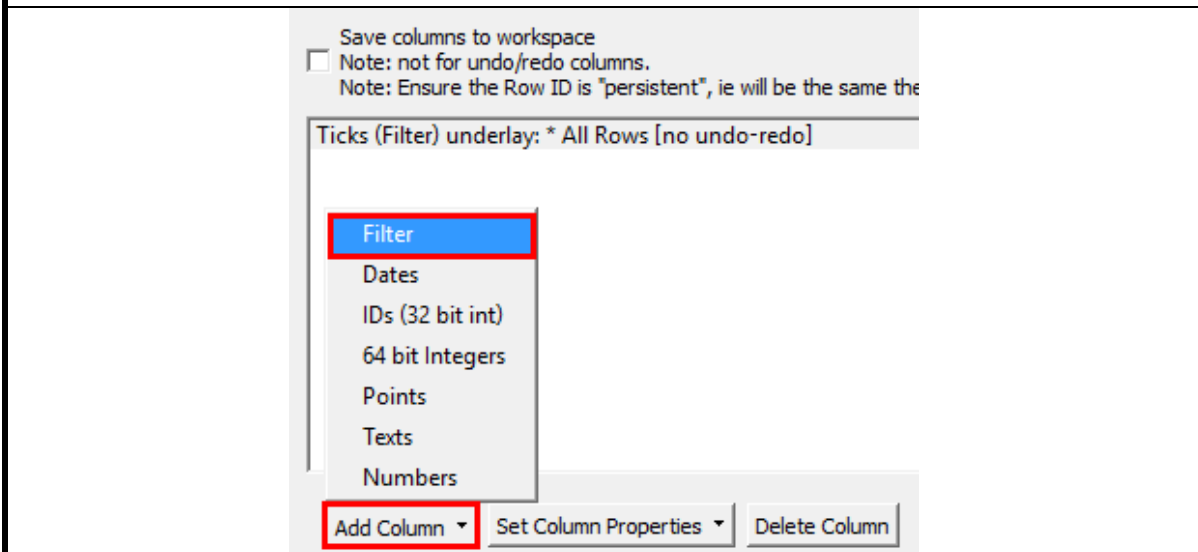 Save columns to workspace
Note: not for undo/redo columns.
Note: Ensure the Row ID is "persistent", ie will be the same the
Ticks (Filter) underlay: * All Rows [no undo-redo]
Filter
Dates
IDs (32 bit int)
64 bit Integers
Points
Texts
Numbers
Add Column Set Column Properties Delete Column